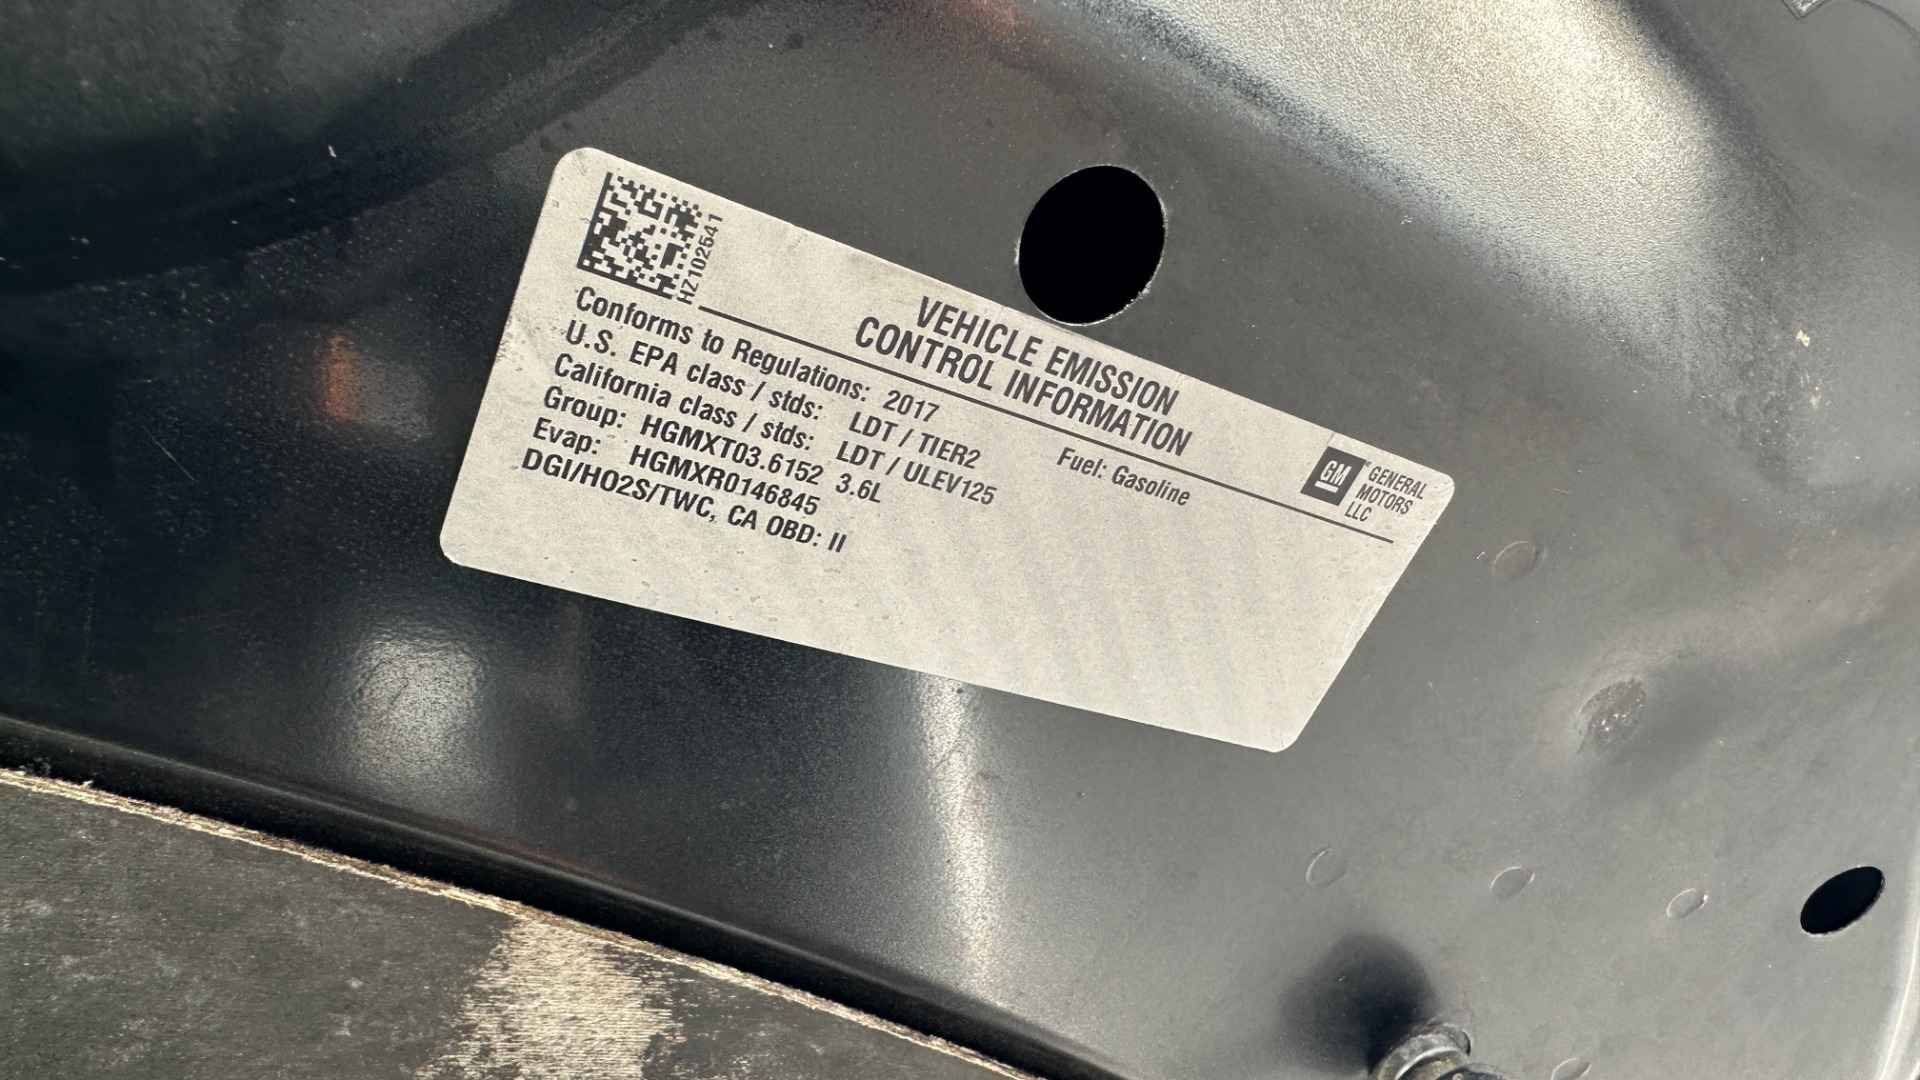 HZ102541
VEHICLE EMISSION
CONTROL INFORMATION
GM GENERAL
MOTORS
LLC
Conforms to Regulations: 2017 Fuel: Gasoline
U.S. EPA class / stds: LDT / TIER2
California class / stds: LDT / ULEV125
Group: HGMXT03.6152 3.6L
Evap: HGMXR0146845
DGI/HO2S/TWC, CA OBD: II